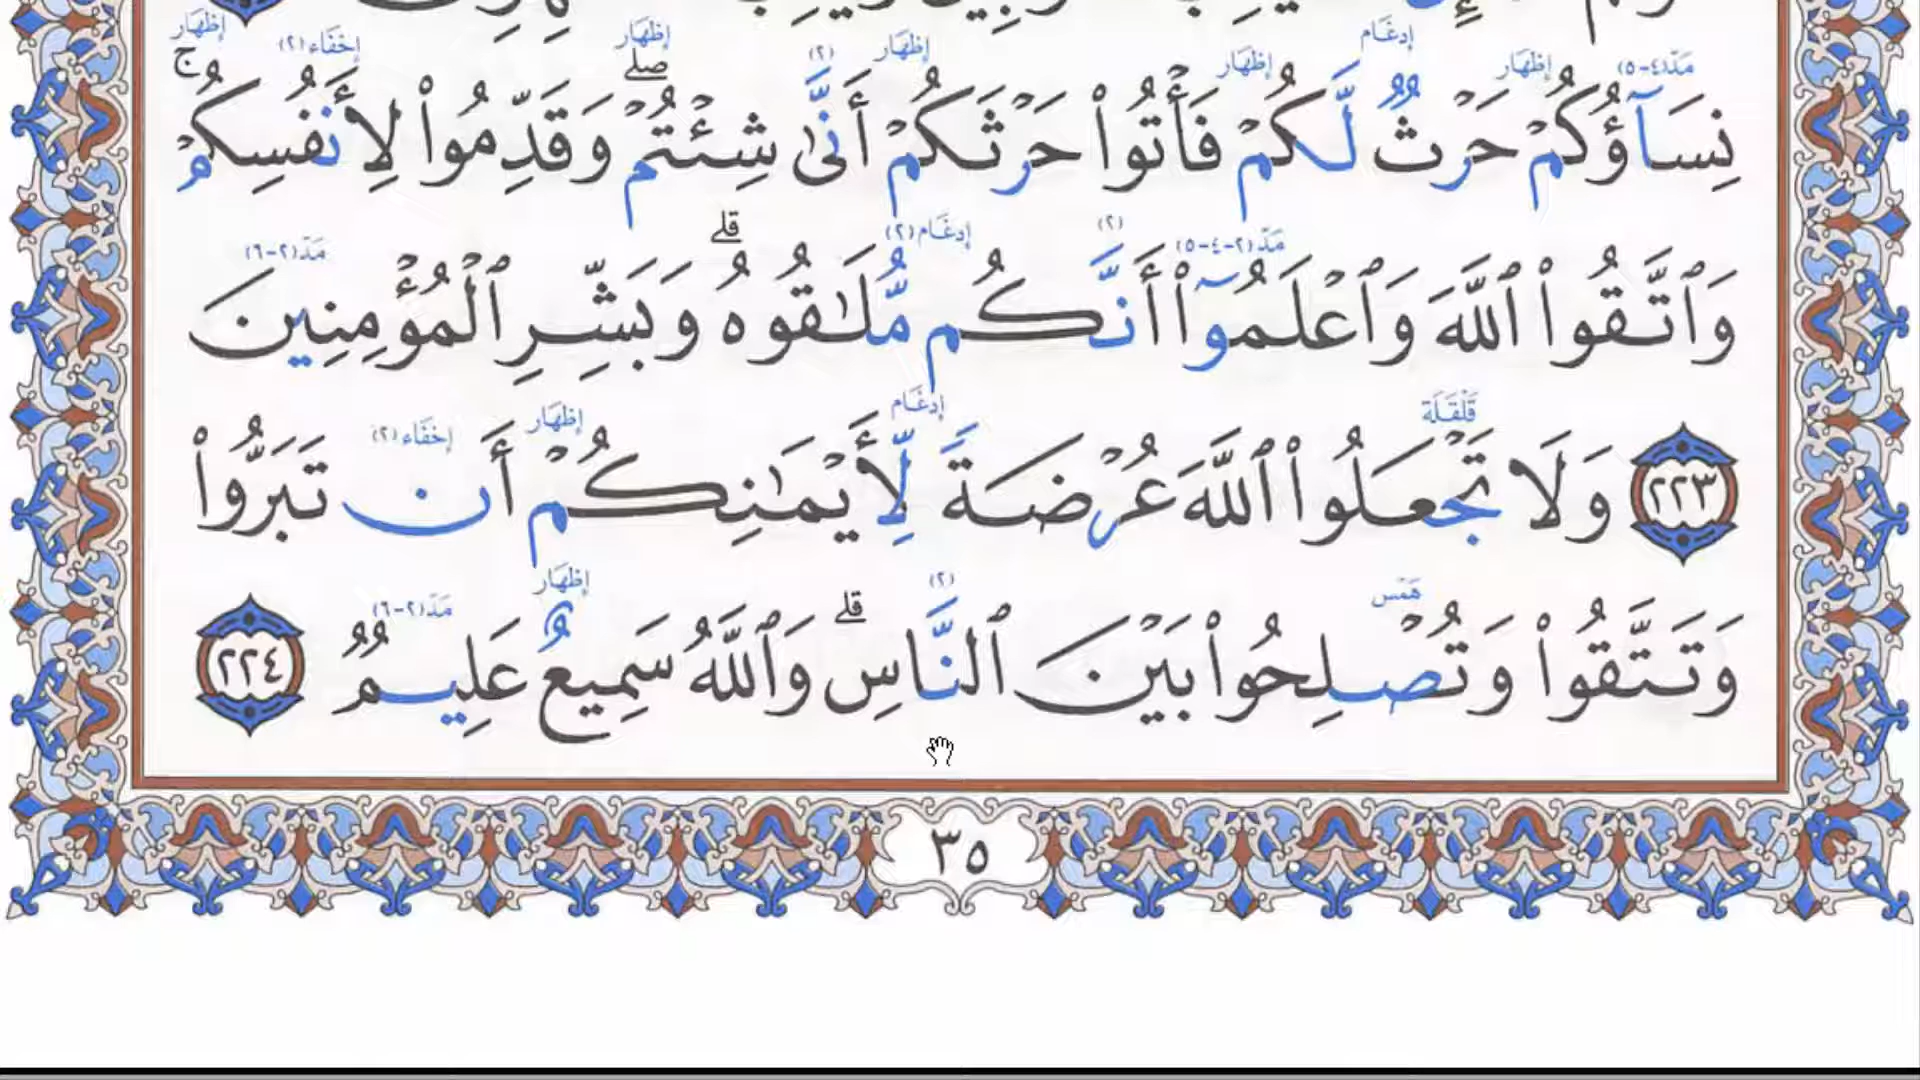 نِسَآؤُكُمْ حَرْثٌ لَّكُمْ فَأْتُوا۟ حَرْثَكُمْ أَنَّىٰ شِئْتُمْ ۖ وَقَدِّمُوا۟ لِأَنفُسِكُمْ ۚ
وَٱتَّقُوا۟ ٱللَّهَ وَٱعْلَمُوٓا۟ أَنَّكُم مُّلَـٰقُوهُ ۗ وَبَشِّرِ ٱلْمُؤْمِنِينَ
٢٢٣ وَلَا تَجْعَلُوا۟ ٱللَّهَ عُرْضَةً لِّأَيْمَـٰنِكُمْ أَن تَبَرُّوا۟
وَتَتَّقُوا۟ وَتُصْلِحُوا۟ بَيْنَ ٱلنَّاسِ ۗ وَٱللَّهُ سَمِيعٌ عَلِيمٌ ٢٢٤
٣٥